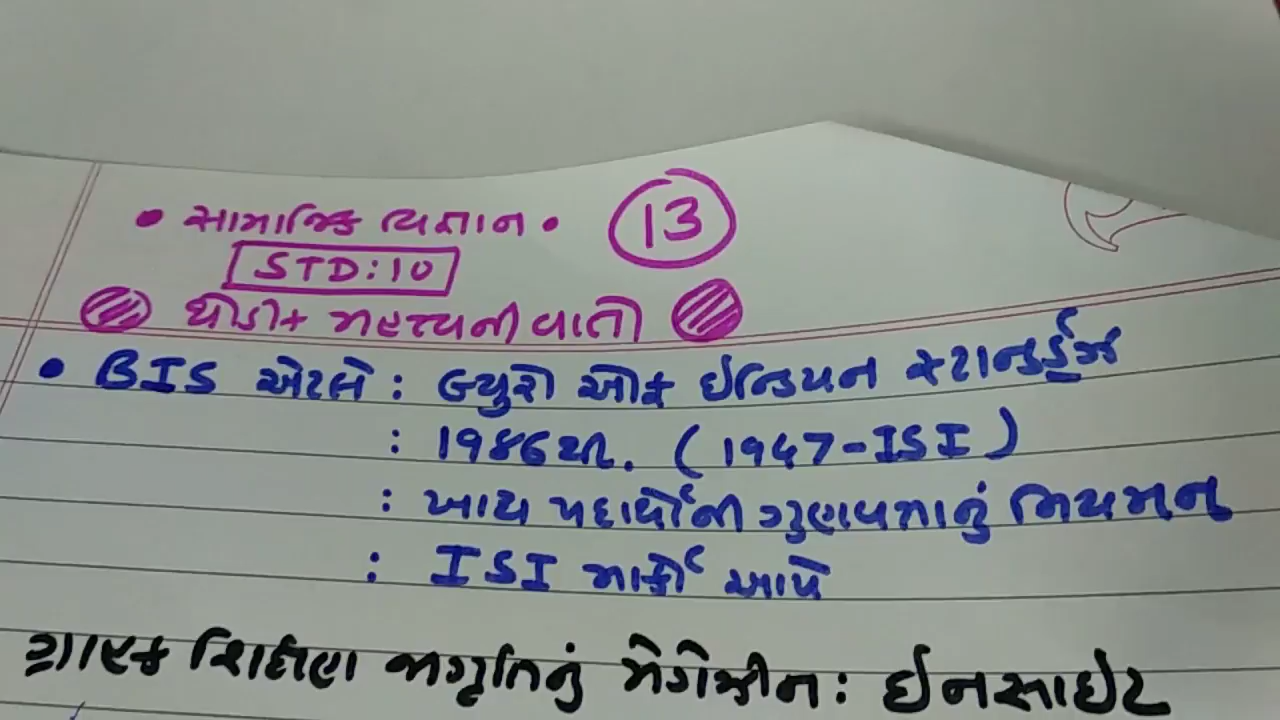 • સામાજિક વિજ્ઞાન • 13
STD:10
થોડીક મહત્ત્વની વાતો
• BIS એટલે : બ્યુરો ઓફ ઈન્ડિયન સ્ટાન્ડર્ડ્ઝ
: 1986થી. (1947-ISI)
: ખાદ્ય પદાર્થોની ગુણવત્તાનું નિયમન
: ISI માર્કો આપે
ગ્રાહક શિક્ષણ જાગૃતિનું મેગેઝીન : ઈનસાઈટ